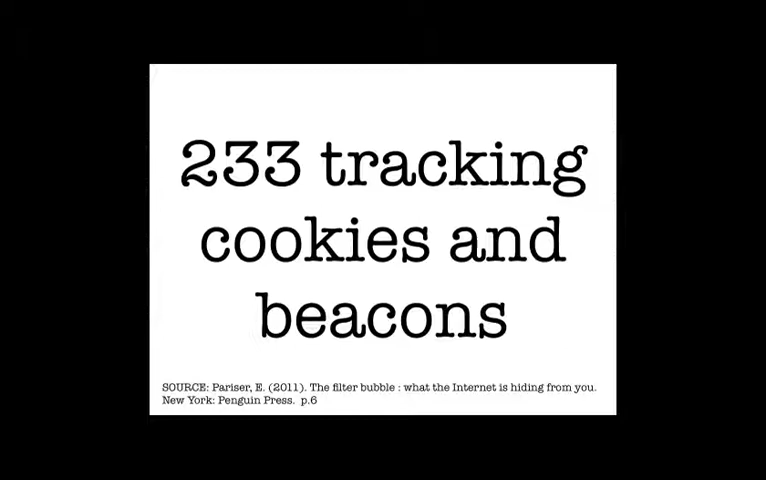 233 tracking
cookies and
beacons
SOURCE: Pariser, E. (2011). The filter bubble : what the Internet is hiding from you.
New York: Penguin Press.  p.6